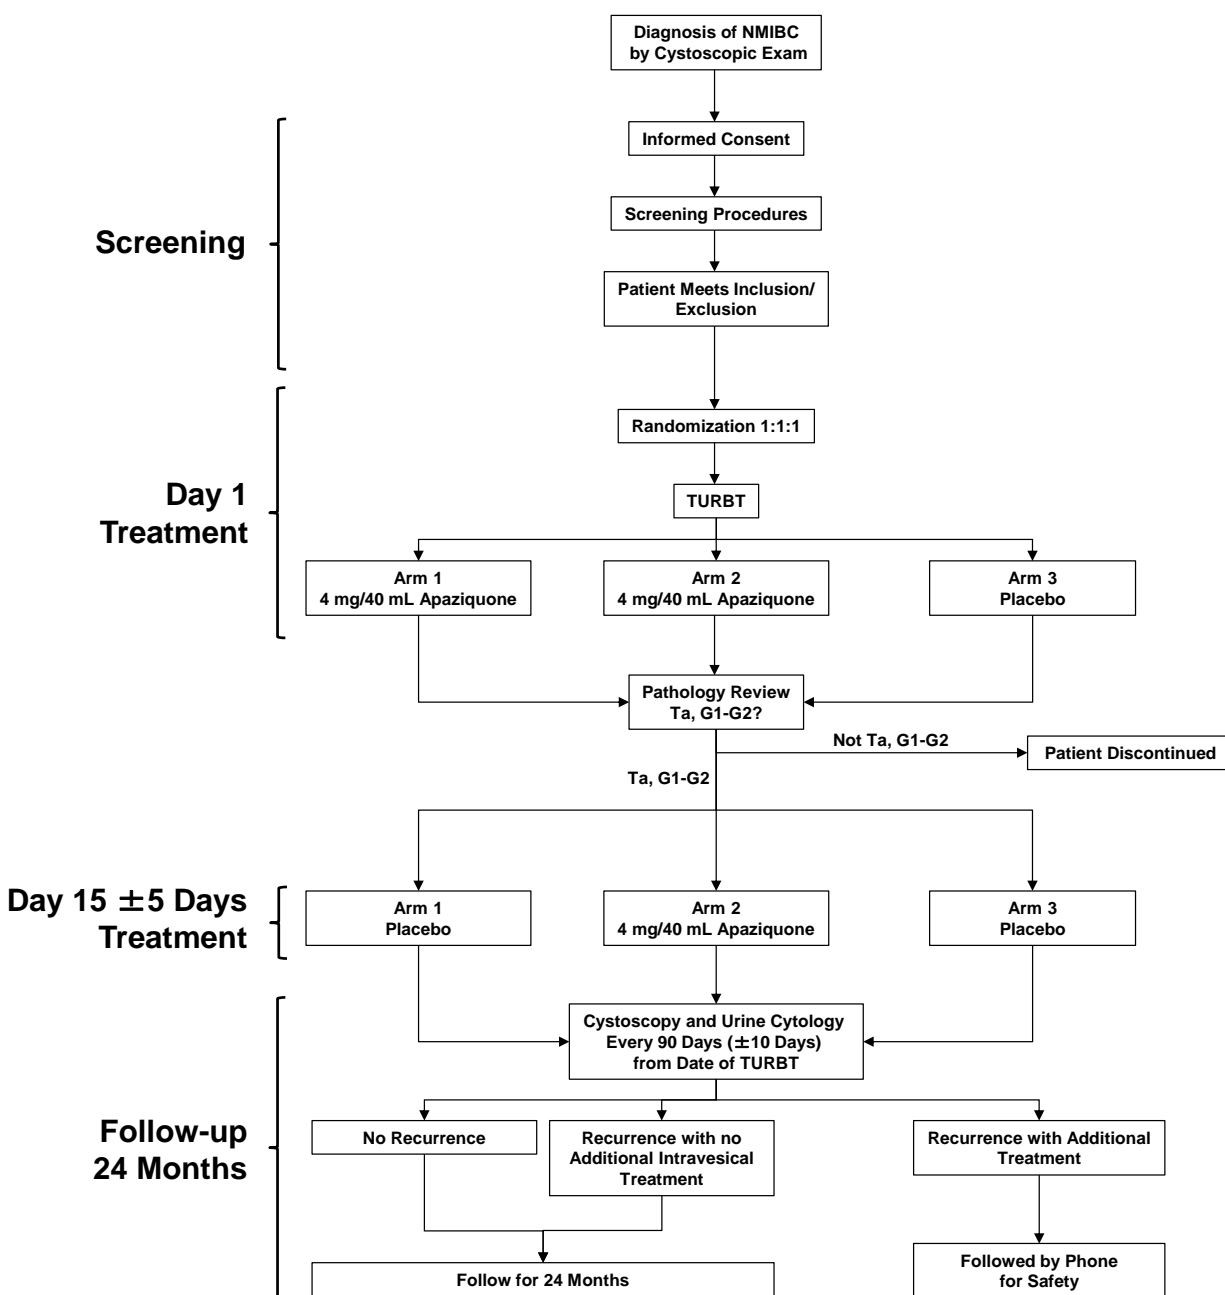 Diagnosis of NMIBC
by Cystoscopic Exam
Screening
Informed Consent
Screening Procedures
Patient Meets Inclusion/
Exclusion
Day 1
Treatment
Randomization 1:1:1
TURBT
Arm 1
4 mg/40 mL Apaziquone
Arm 2
4 mg/40 mL Apaziquone
Arm 3
Placebo
Pathology Review
Ta, G1-G2?
Not Ta, G1-G2
Patient Discontinued
Ta, G1-G2
Day 15 ±5 Days
Treatment
Arm 1
Placebo
Arm 2
4 mg/40 mL Apaziquone
Arm 3
Placebo
Follow-up
24 Months
Cystoscopy and Urine Cytology
Every 90 Days (±10 Days)
from Date of TURBT
No Recurrence
Recurrence with no
Additional Intravesical
Treatment
Recurrence with Additional
Treatment
Follow for 24 Months
Followed by Phone
for Safety